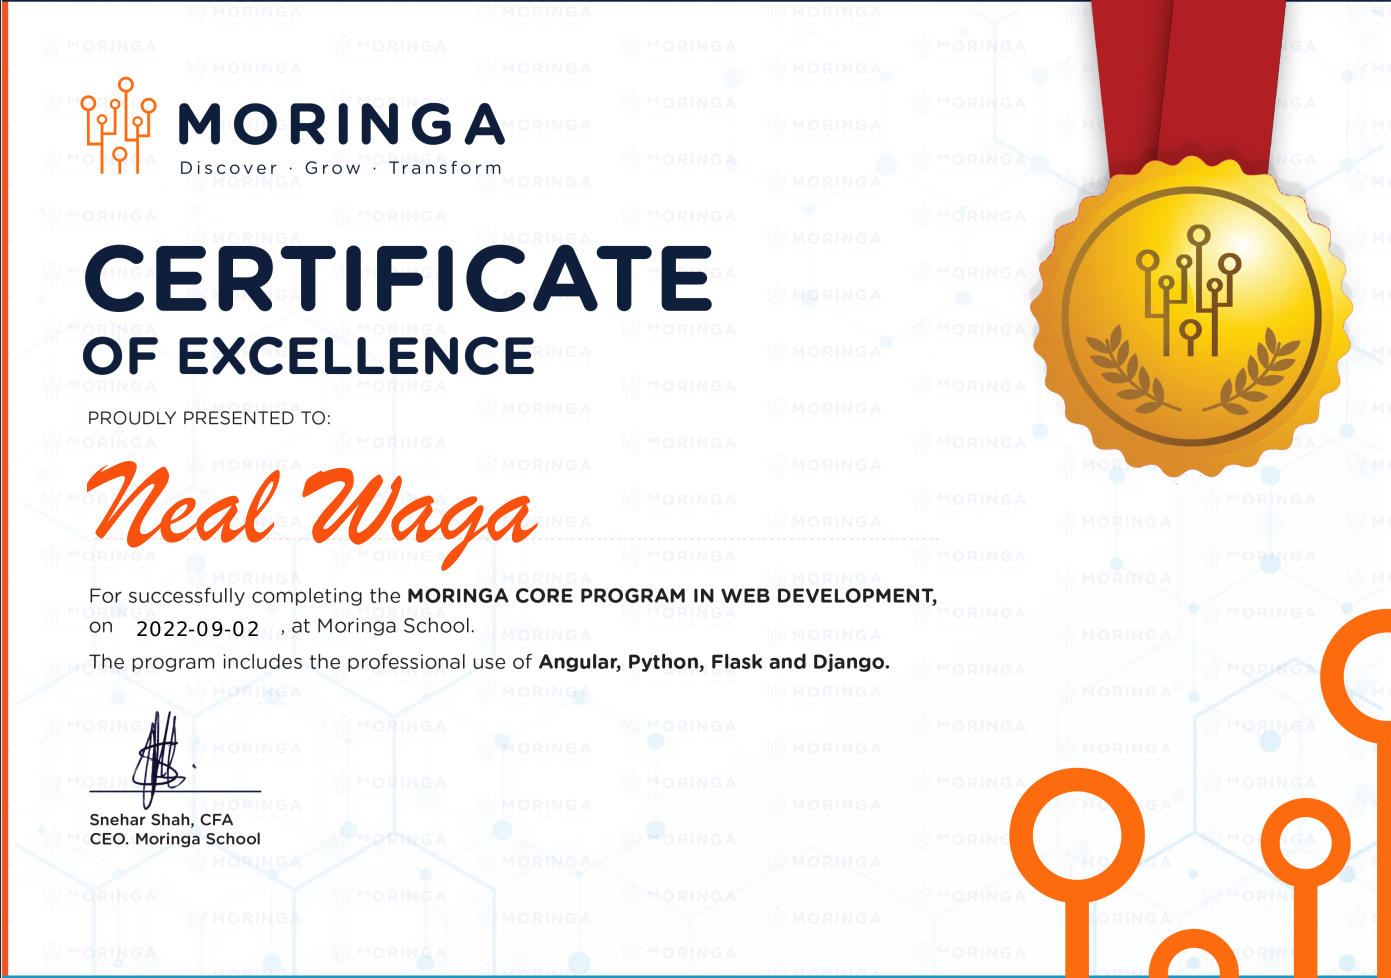 MORINGA
Discover · Grow · Transform
CERTIFICATE
OF EXCELLENCE
PROUDLY PRESENTED TO:
Neal Waga
For successfully completing the MORINGA CORE PROGRAM IN WEB DEVELOPMENT,
on 2022-09-02 , at Moringa School.
The program includes the professional use of Angular, Python, Flask and Django.
Snehar Shah, CFA
CEO. Moringa School